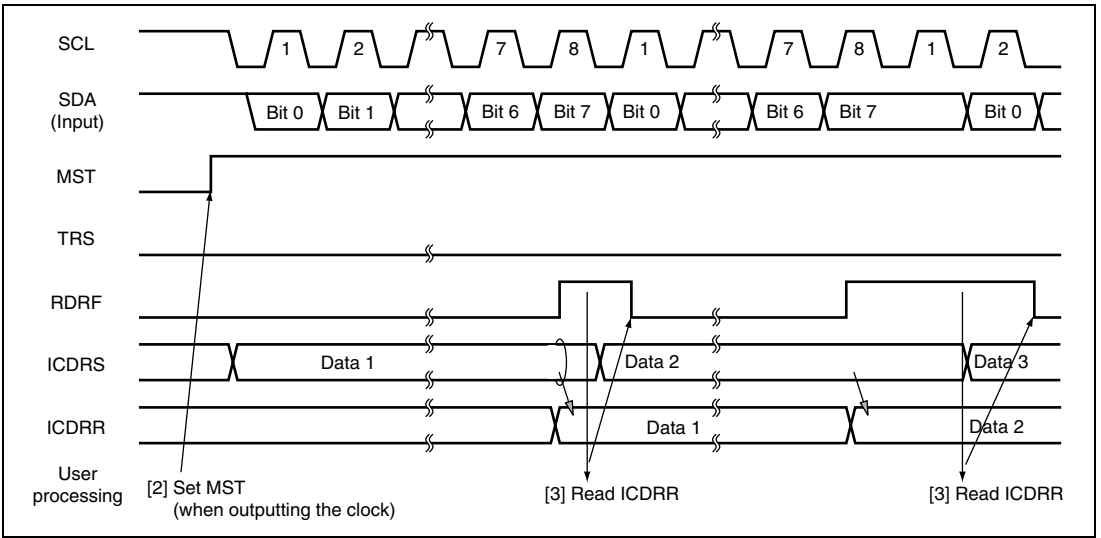 SCL 1 2 7 8 1 7 8 1 2
SDA
(Input) Bit 0 Bit 1 Bit 6 Bit 7 Bit 0 Bit 6 Bit 7 Bit 0
MST
TRS
RDRF
ICDRS Data 1 Data 2 Data 3
ICDRR Data 1 Data 2
User
processing
[2] Set MST
(when outputting the clock)
[3] Read ICDRR
[3] Read ICDRR